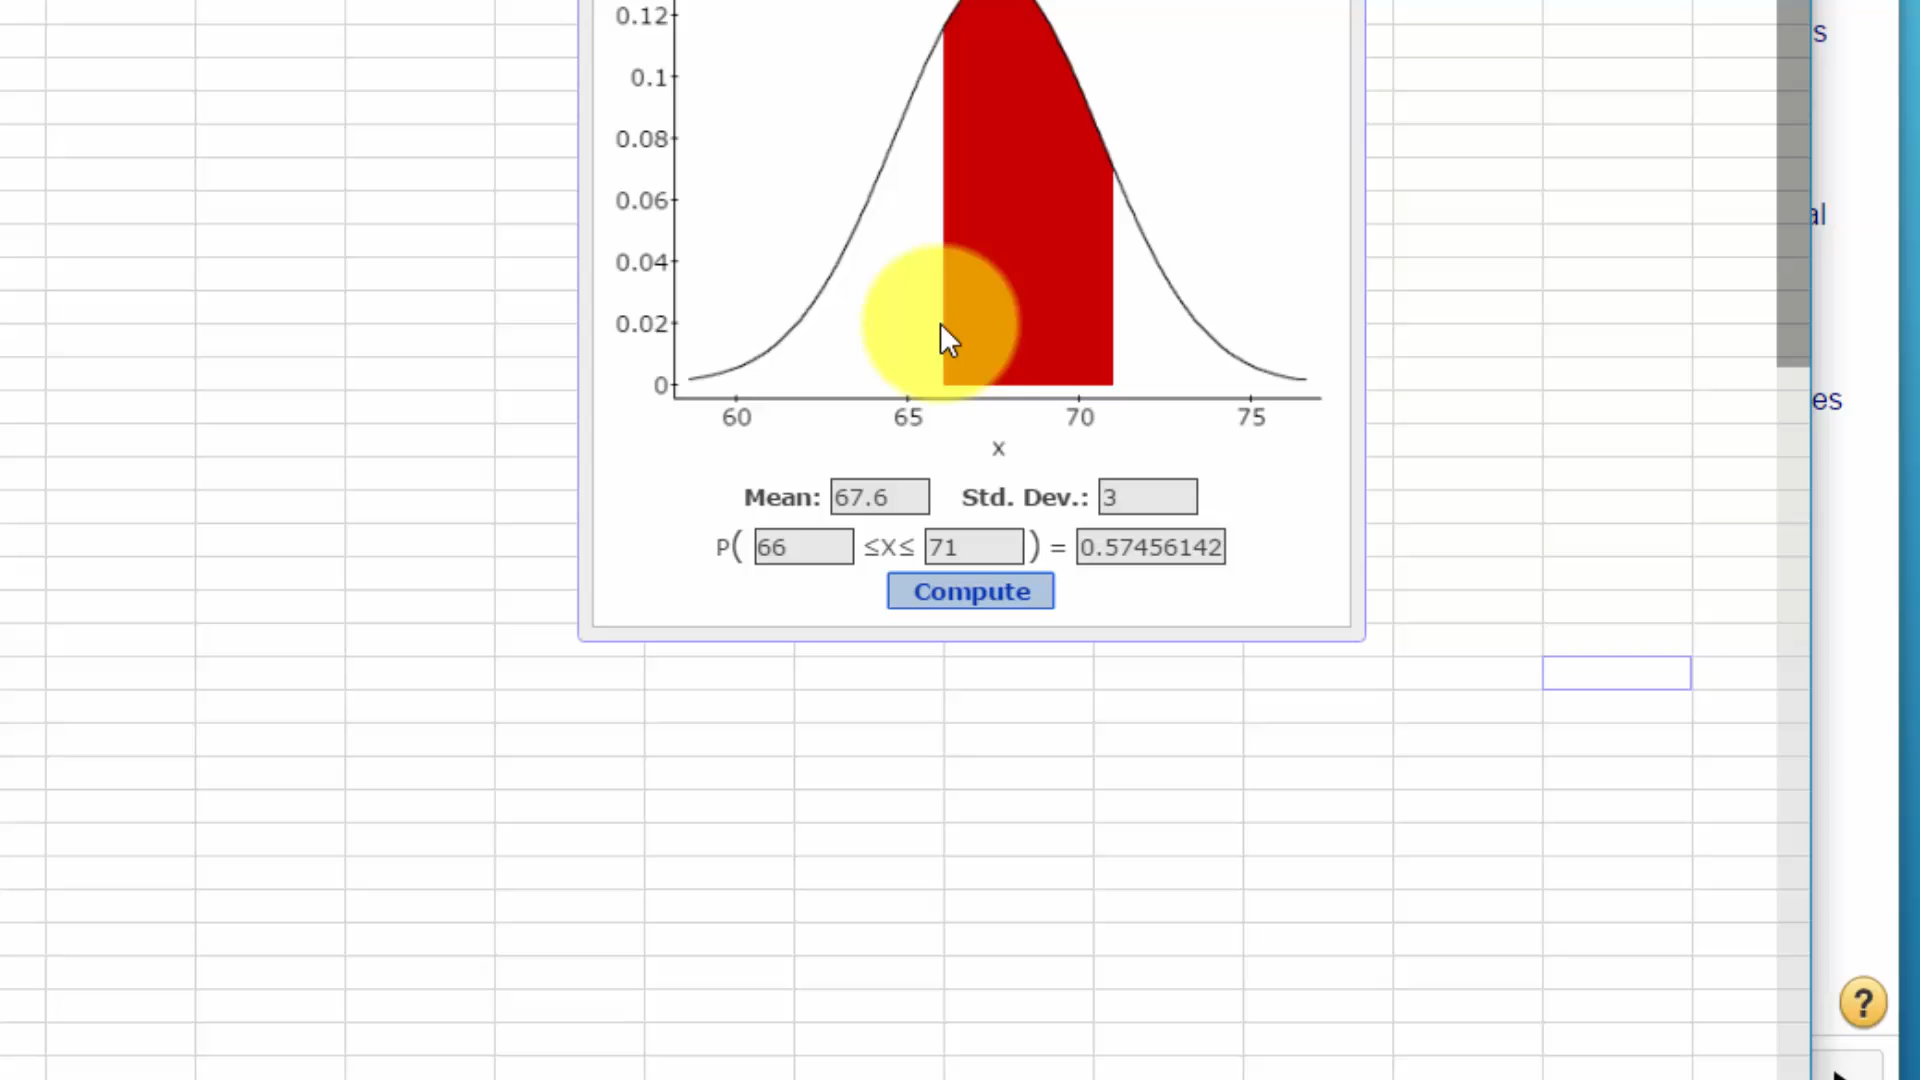 0.12
s
0.1
0.08
0.06
al
0.04
0.02
0
60 65 70 75
es
x
Mean: 67.6 Std. Dev.: 3
P( 66 ≤X≤ 71 ) = 0.57456142
Compute
?